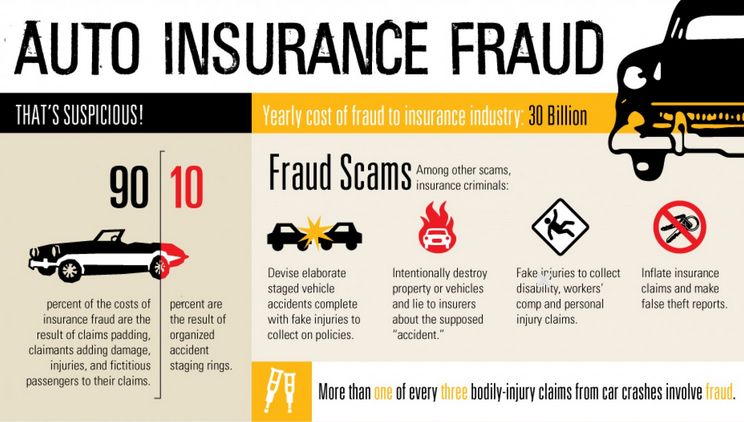 AUTO INSURANCE FRAUD
THAT'S SUSPICIOUS!
Yearly cost of fraud to insurance industry: 30 Billion
90
10
percent of the costs of
insurance fraud are the
result of claims padding,
claimants adding damage,
injuries, and fictitious
passengers to their claims.
percent are
the result of
organized
accident
staging rings.
Fraud Scams
Among other scams,
insurance criminals:
Devise elaborate
staged vehicle
accidents complete
with fake injuries to
collect on policies.
Intentionally destroy
property or vehicles
and lie to insurers
about the supposed
"accident."
Fake injuries to collect
disability, workers'
comp and personal
injury claims.
Inflate insurance
claims and make
false theft reports.
More than one of every three bodily-injury claims from car crashes involve fraud.